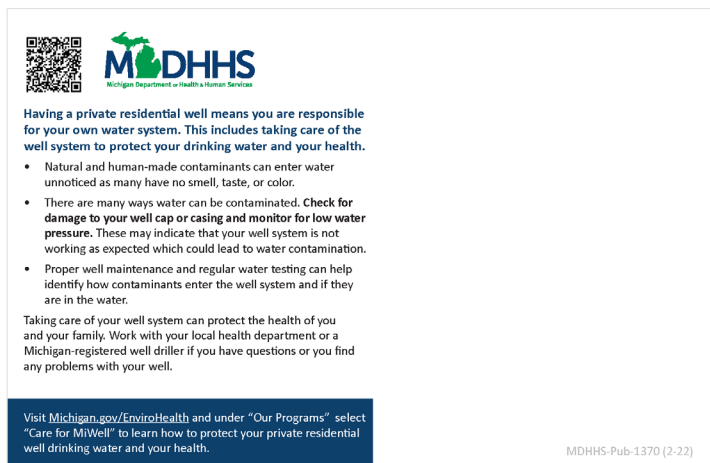 MDHHS
Michigan Department of Health & Human Services
Having a private residential well means you are responsible
for your own water system. This includes taking care of the
well system to protect your drinking water and your health.
• Natural and human-made contaminants can enter water
unnoticed as many have no smell, taste, or color.
• There are many ways water can be contaminated. Check for
damage to your well cap or casing and monitor for low water
pressure. These may indicate that your well system is not
working as expected which could lead to water contamination.
• Proper well maintenance and regular water testing can help
identify how contaminants enter the well system and if they
are in the water.
Taking care of your well system can protect the health of you
and your family. Work with your local health department or a
Michigan-registered well driller if you have questions or you find
any problems with your well.
Visit Michigan.gov/EnviroHealth and under “Our Programs” select
“Care for MiWell” to learn how to protect your private residential
well drinking water and your health.
MDHHS-Pub-1370 (2-22)